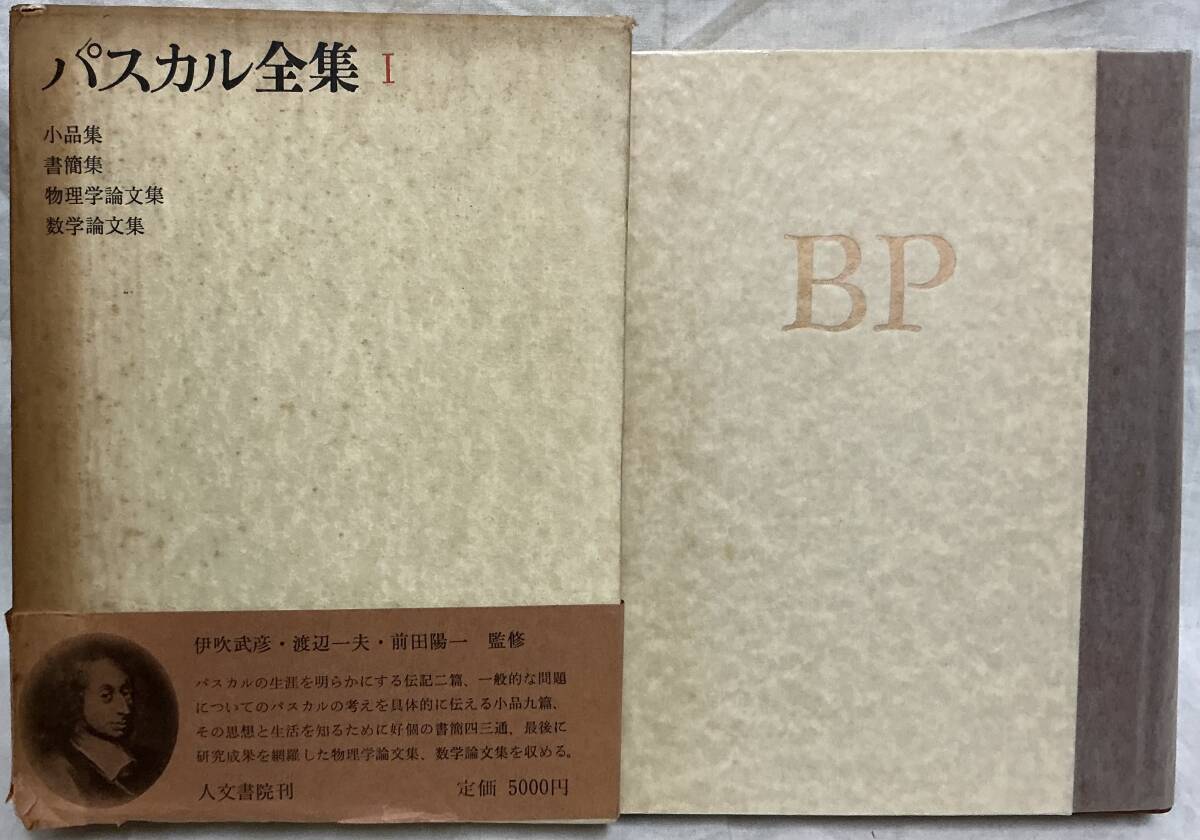 パスカル全集 I
小品集
書簡集
物理学論文集
数学論文集
BP
伊吹武彦・渡辺一夫・前田陽一 監修
パスカルの生涯を明らかにする伝記二篇、一般的な問題
についてのパスカルの考えを具体的に伝える小品九篇、
その思想と生活を知るために好個の書簡四三通、最後に
研究成果を網羅した物理学論文集、数学論文集を収める。
人文書院刊 定価 5000円